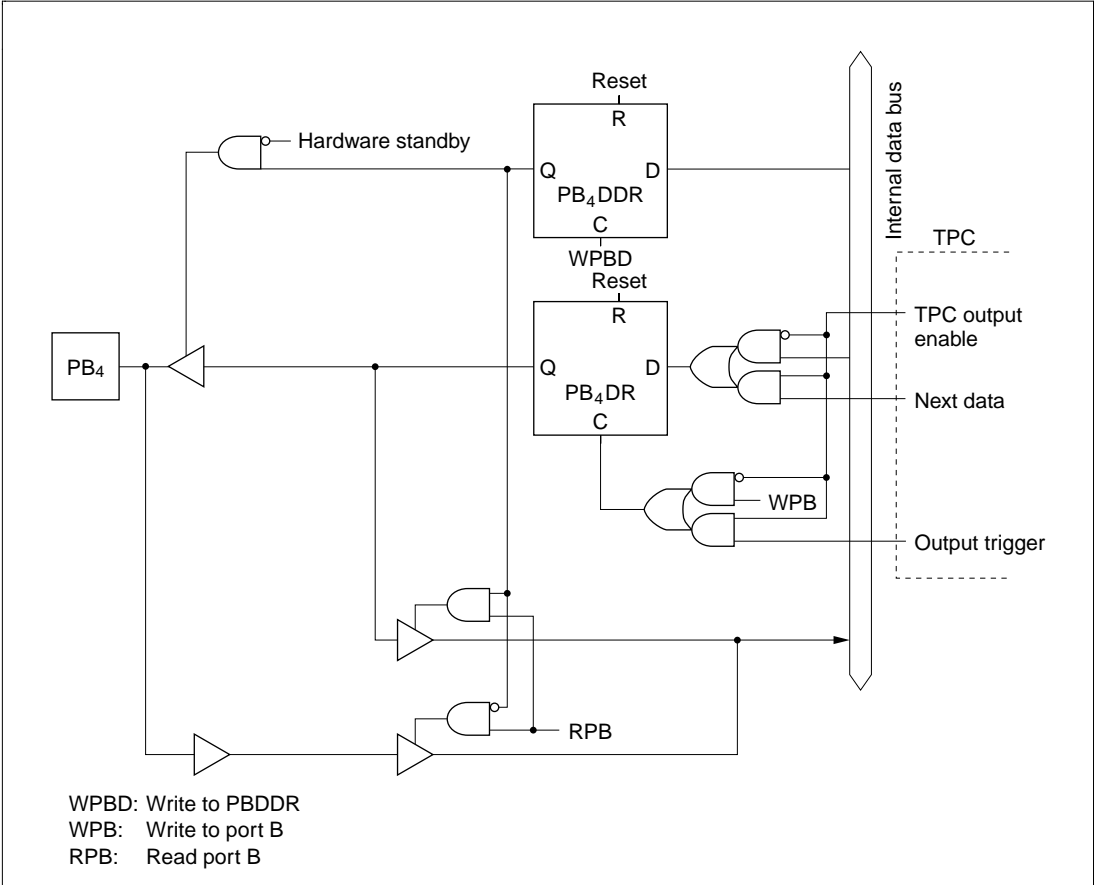 Reset
R
Hardware standby
Q
D
PB4DDR
C
WPBD
Internal data bus
TPC
Reset
R
TPC output
enable
PB4
Q
D
PB4DR
C
Next data
WPB
Output trigger
RPB
WPBD: Write to PBDDR
WPB: Write to port B
RPB: Read port B